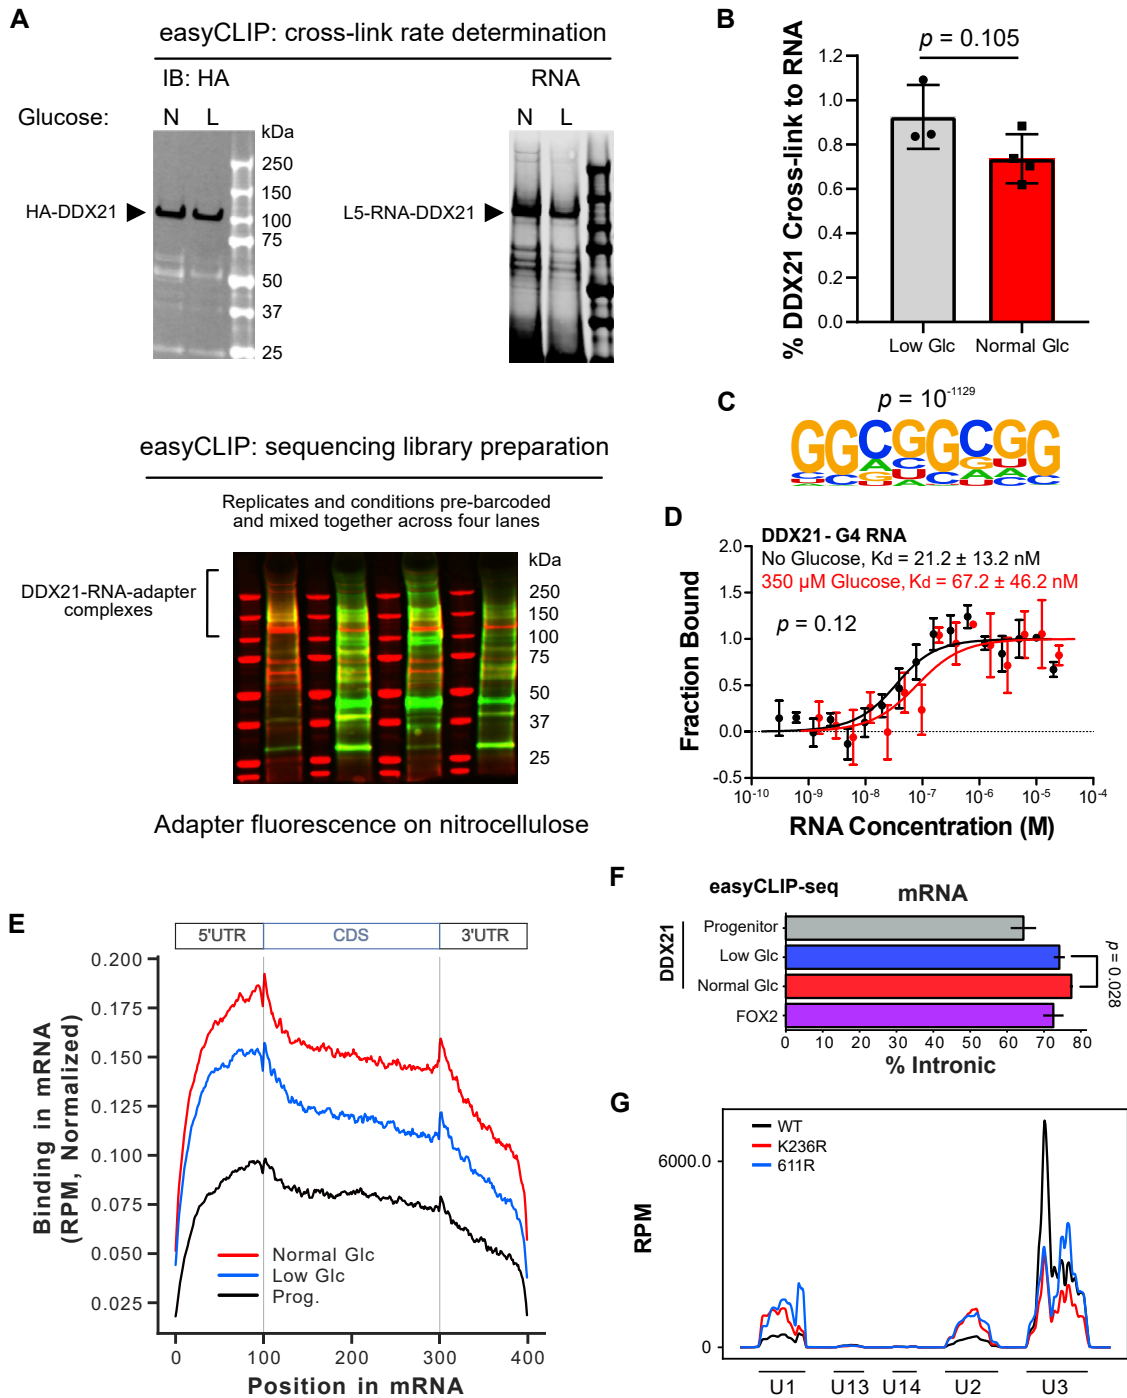 A
easyCLIP: cross-link rate determination
IB: HA
RNA
Glucose:
N L
N L
kDa
250
150
100
75
50
37
25
HA-DDX21
L5-RNA-DDX21
B
p = 0.105
% DDX21 Cross-link to RNA
1.2
1.0
0.8
0.6
0.4
0.2
0.0
Low Glc Normal Glc
easyCLIP: sequencing library preparation
Replicates and conditions pre-barcoded
and mixed together across four lanes
DDX21-RNA-adapter
complexes
kDa
250
150
100
75
50
37
25
Adapter fluorescence on nitrocellulose
C
p = 10-1129
GGCGGCGG
D
DDX21 - G4 RNA
No Glucose, Kd = 21.2 ± 13.2 nM
350 µM Glucose, Kd = 67.2 ± 46.2 nM
p = 0.12
Fraction Bound
2.0
1.5
1.0
0.5
0.0
-0.5
10-10 10-9 10-8 10-7 10-6 10-5 10-4
RNA Concentration (M)
E
5'UTR CDS 3'UTR
Binding in mRNA
(RPM, Normalized)
0.200
0.175
0.150
0.125
0.100
0.075
0.050
0.025
Normal Glc
Low Glc
Prog.
0 100 200 300 400
Position in mRNA
F
easyCLIP-seq
mRNA
DDX21
Progenitor
Low Glc
Normal Glc
FOX2
p = 0.028
0 10 20 30 40 50 60 70 80
% Intronic
G
WT
K236R
611R
RPM
6000.0
0
U1 U13 U14 U2 U3